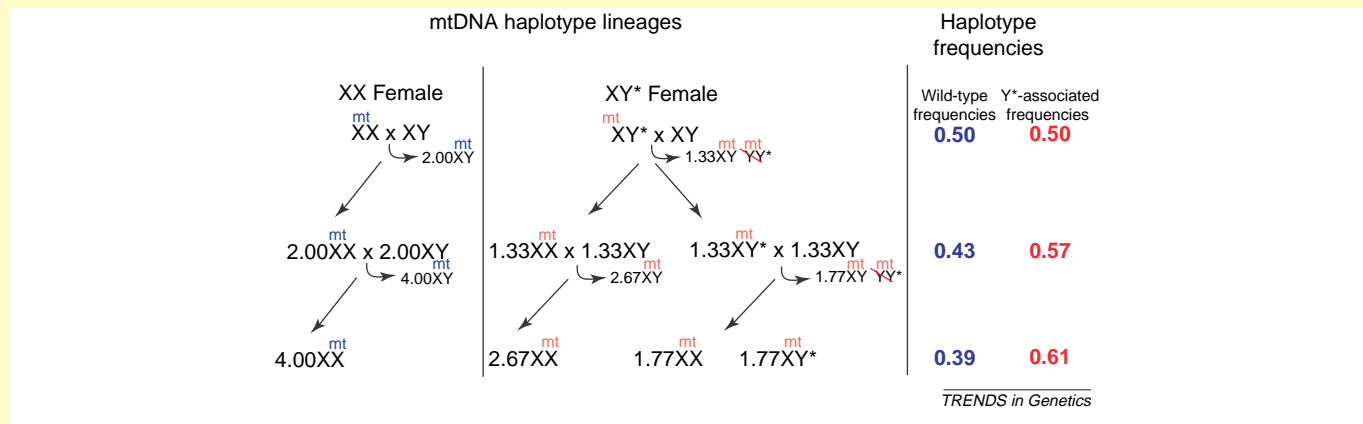 mtDNA haplotype lineages
Haplotype
frequencies
XX Female
XY* Female
Wild-type frequencies
Y*-associated frequencies
mt
XX x XY
mt
2.00XY
mt
XY* x XY
mt mt
1.33XY YY*
0.50 0.50
mt
2.00XX x 2.00XY
mt
4.00XY
mt
1.33XX x 1.33XY
mt
2.67XY
mt
1.33XY* x 1.33XY
mt mt
1.77XY YY*
0.43 0.57
mt
4.00XX
mt
2.67XX
mt
1.77XX
mt
1.77XY*
0.39 0.61
TRENDS in Genetics